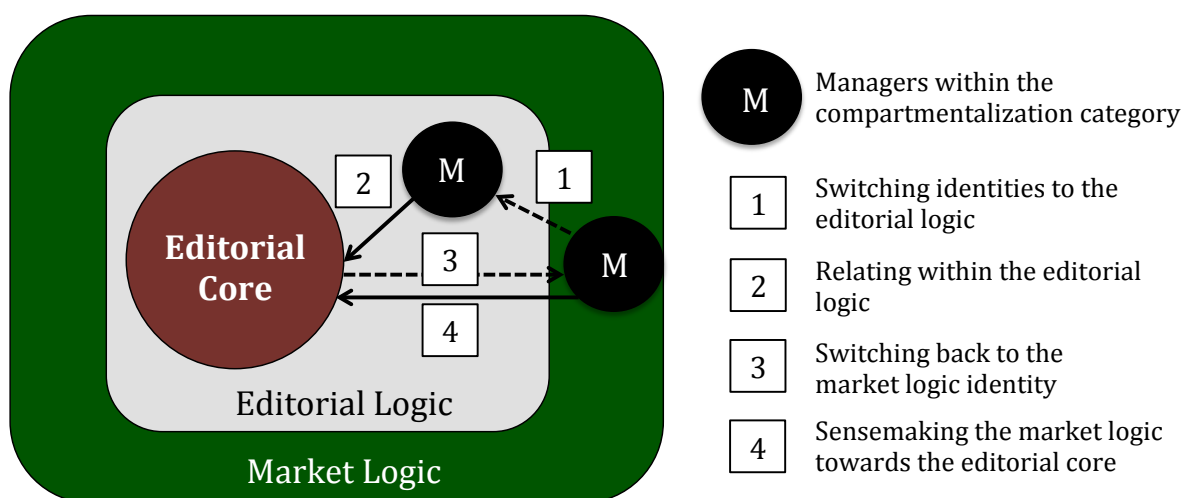 M
1
2
M
3
Editorial
Core
4
Editorial Logic
Market Logic
M
Managers within the
compartmentalization category
1
Switching identities to the
editorial logic
2
Relating within the editorial
logic
3
Switching back to the
market logic identity
4
Sensemaking the market logic
towards the editorial core